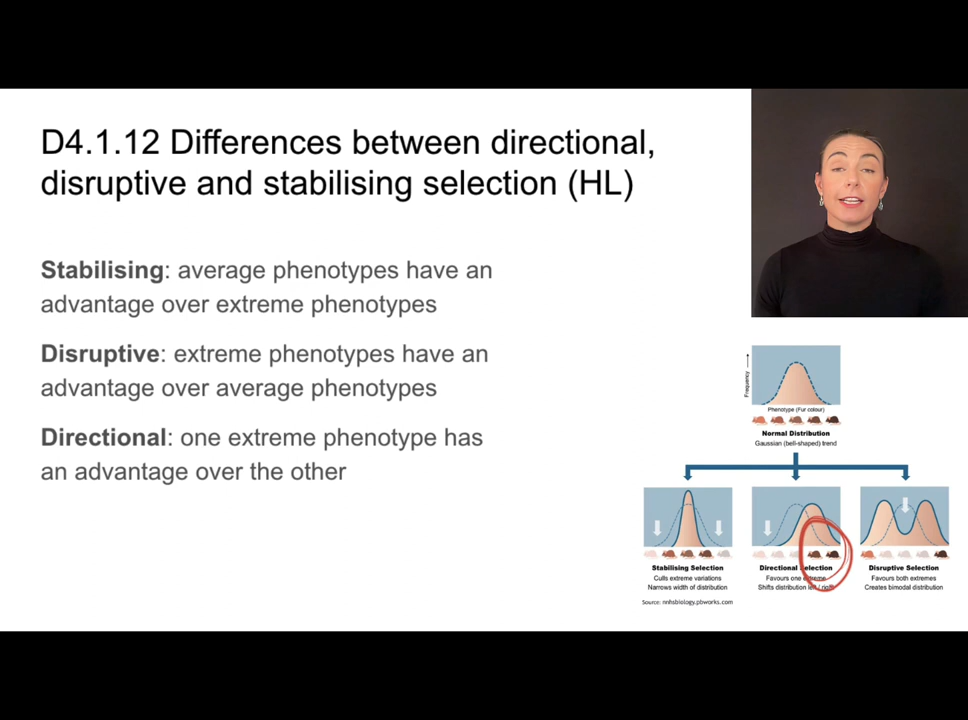 D4.1.12 Differences between directional,
disruptive and stabilising selection (HL)
Stabilising: average phenotypes have an
advantage over extreme phenotypes
Disruptive: extreme phenotypes have an
advantage over average phenotypes
Directional: one extreme phenotype has
an advantage over the other
Frequency
Phenotype (Fur colour)
Normal Distribution
Gaussian (bell-shaped) trend
Stabilising Selection
Culls extreme variations
Narrows width of distribution
Directional Selection
Favours one extreme
Shifts distribution left / right
Disruptive Selection
Favours both extremes
Creates bimodal distribution
Source: nnhsbiology.pbworks.com